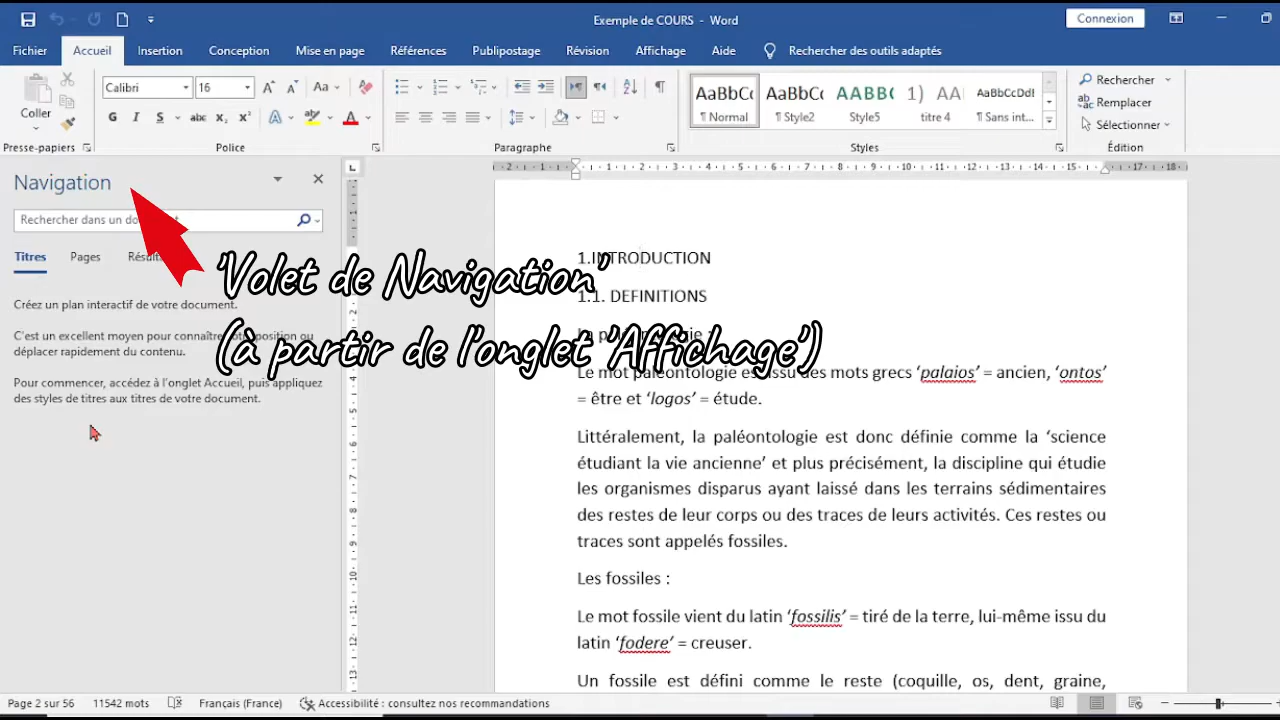 Exemple de COURS - Word
Connexion
Fichier Accueil Insertion Conception Mise en page Références Publipostage Révision Affichage Aide Rechercher des outils adaptés
Coller
Presse-papiers
Calibri 16
Aa
G I S abc x₂ x²
A A
Police
Paragraphe
AaBbCc AaBbCc AABBC 1) AA AaBbCcDdI
¶ Normal ¶ Style2 Style5 titre 4 ¶ Sans int...
Styles
Rechercher
Remplacer
Sélectionner
Édition
Navigation
Rechercher dans un document
Titres Pages
Créez un plan interactif de votre document.
C'est un excellent moyen pour connaître votre position ou
déplacer rapidement du contenu.
Pour commencer, accédez à l'onglet Accueil, puis appliquez
des styles de titres aux titres de votre document.
'Volet de Navigation'
(à partir de l'onglet 'Affichage')
1.INTRODUCTION
1.1. DEFINITIONS
La paléontologie :
Le mot paléontologie est issu des mots grecs ‘palaios’ = ancien, ‘ontos’
= être et ‘logos’ = étude.
Littéralement, la paléontologie est donc définie comme la ‘science
étudiant la vie ancienne’ et plus précisément, la discipline qui étudie
les organismes disparus ayant laissé dans les terrains sédimentaires
des restes de leur corps ou des traces de leurs activités. Ces restes ou
traces sont appelés fossiles.
Les fossiles :
Le mot fossile vient du latin ‘fossilis’ = tiré de la terre, lui-même issu du
latin ‘fodere’ = creuser.
Un fossile est défini comme le reste (coquille, os, dent, graine,
Page 2 sur 56 11542 mots Français (France) Accessibilité : consultez nos recommandations